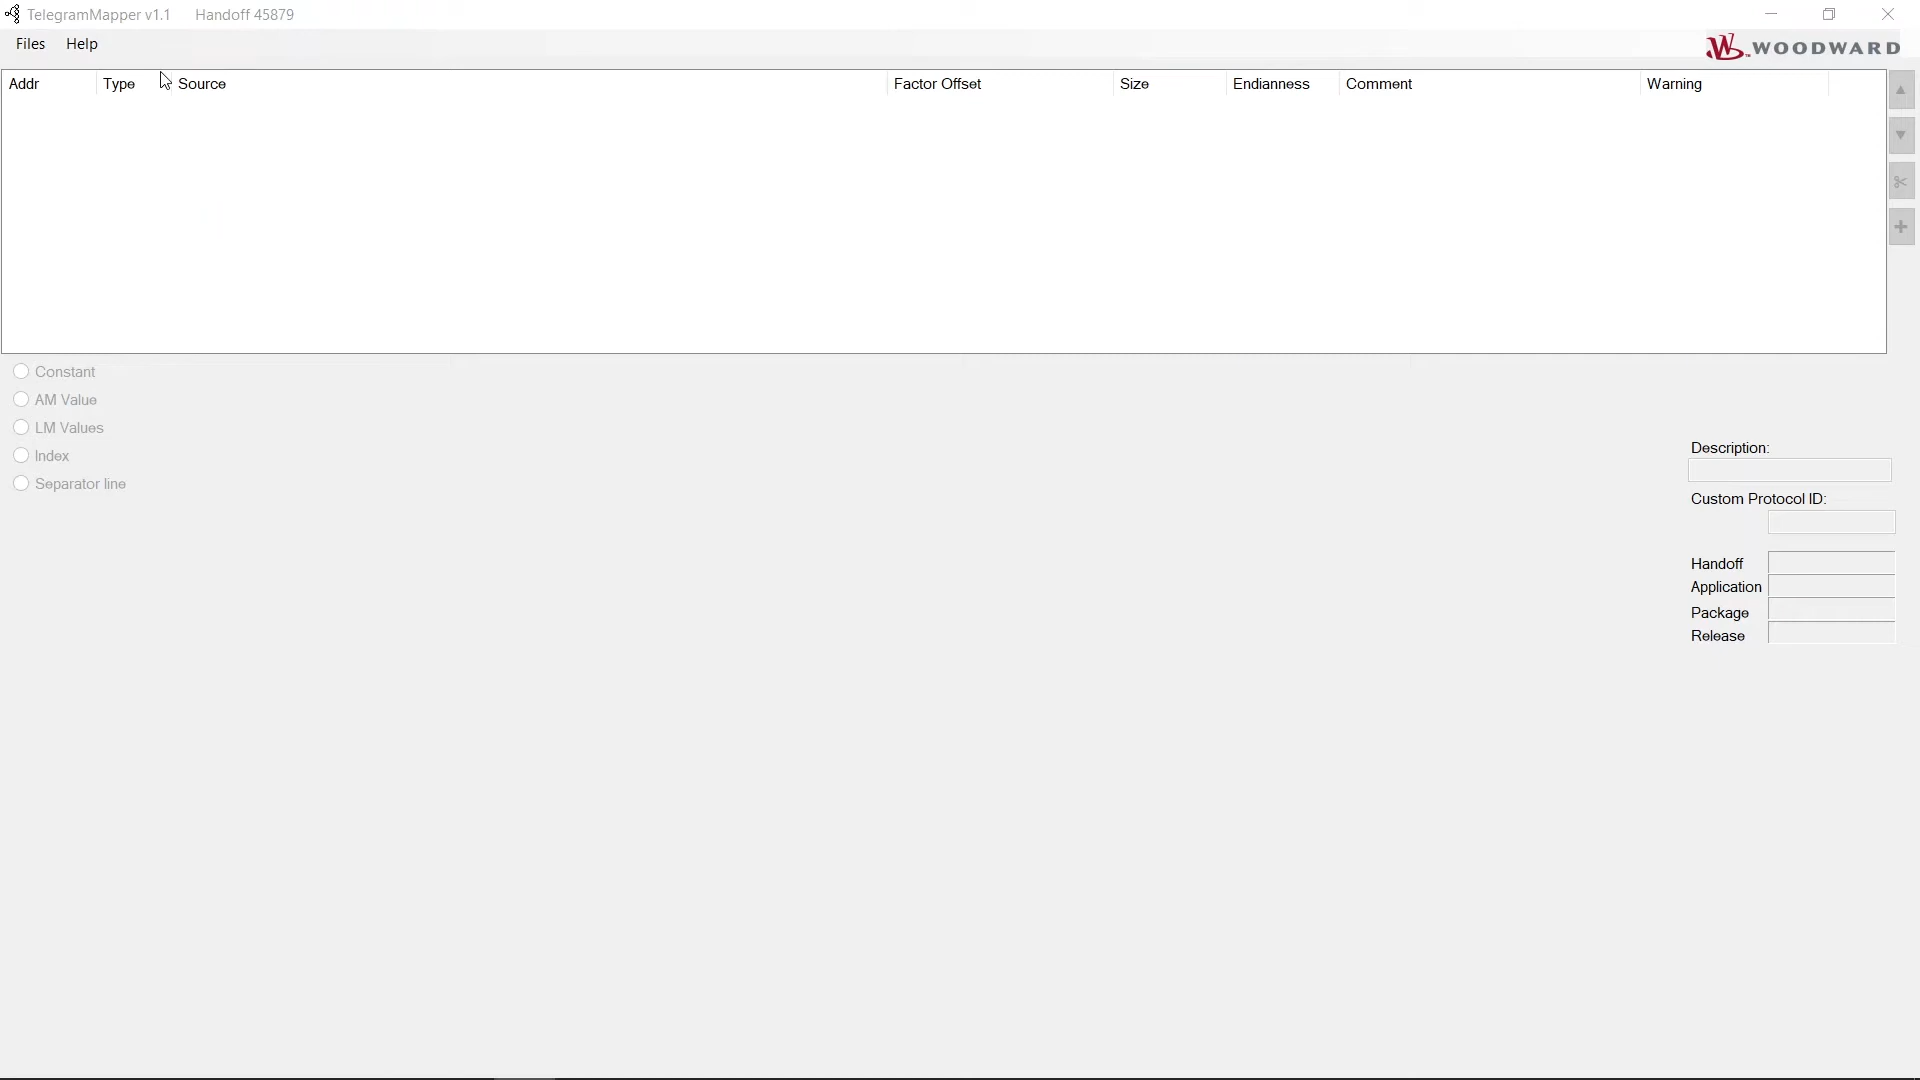 TelegramMapper v1.1 Handoff 45879
Files Help
WOODWARD
Addr Type Source Factor Offset Size Endianness Comment Warning
Constant
AM Value
LM Values
Index
Separator line
Description:
Custom Protocol ID:
Handoff
Application
Package
Release